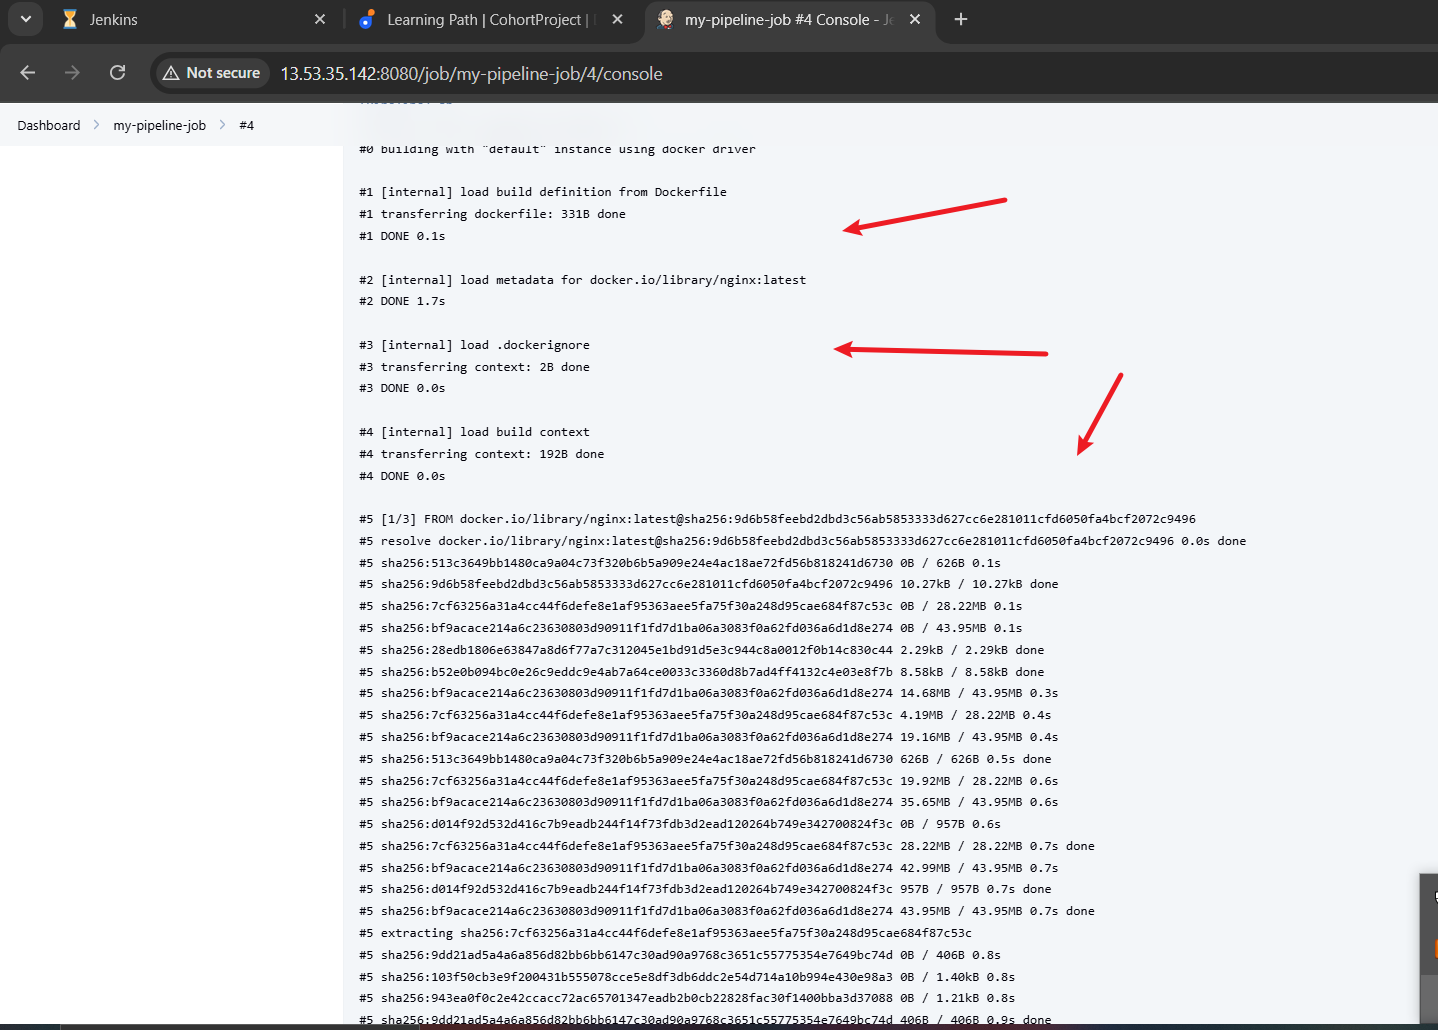 Jenkins
Learning Path | CohortProject |
my-pipeline-job #4 Console - Je
Not secure
13.53.35.142:8080/job/my-pipeline-job/4/console
Dashboard > my-pipeline-job > #4
#0 building with "default" instance using docker driver
#1 [internal] load build definition from Dockerfile
#1 transferring dockerfile: 331B done
#1 DONE 0.1s
#2 [internal] load metadata for docker.io/library/nginx:latest
#2 DONE 1.7s
#3 [internal] load .dockerignore
#3 transferring context: 2B done
#3 DONE 0.0s
#4 [internal] load build context
#4 transferring context: 192B done
#4 DONE 0.0s
#5 [1/3] FROM docker.io/library/nginx:latest@sha256:9d6b58feebd2dbd3c56ab5853333d627cc6e281011cfd6050fa4bcf2072c9496
#5 resolve docker.io/library/nginx:latest@sha256:9d6b58feebd2dbd3c56ab5853333d627cc6e281011cfd6050fa4bcf2072c9496 0.0s done
#5 sha256:513c3649bb1480ca9a04c73f320b6b5a909e24e4ac18ae72fd56b818241d6730 0B / 626B 0.1s
#5 sha256:9d6b58feebd2dbd3c56ab5853333d627cc6e281011cfd6050fa4bcf2072c9496 10.27kB / 10.27kB done
#5 sha256:7cf63256a31a4cc44f6defe8e1af95363aee5fa75f30a248d95cae684f87c53c 0B / 28.22MB 0.1s
#5 sha256:bf9acace214a6c23630803d90911f1fd7d1ba06a3083f0a62fd036a6d1d8e274 0B / 43.95MB 0.1s
#5 sha256:28edb1806e63847a8d6f77a7c312045e1bd91d5e3c944c8a0012f0b14c830c44 2.29kB / 2.29kB done
#5 sha256:b52e0b094bc0e26c9eddc9e4ab7a64ce0033c3360d8b7ad4ff4132c4e03e8f7b 8.58kB / 8.58kB done
#5 sha256:bf9acace214a6c23630803d90911f1fd7d1ba06a3083f0a62fd036a6d1d8e274 14.68MB / 43.95MB 0.3s
#5 sha256:7cf63256a31a4cc44f6defe8e1af95363aee5fa75f30a248d95cae684f87c53c 4.19MB / 28.22MB 0.4s
#5 sha256:bf9acace214a6c23630803d90911f1fd7d1ba06a3083f0a62fd036a6d1d8e274 19.16MB / 43.95MB 0.4s
#5 sha256:513c3649bb1480ca9a04c73f320b6b5a909e24e4ac18ae72fd56b818241d6730 626B / 626B 0.5s done
#5 sha256:7cf63256a31a4cc44f6defe8e1af95363aee5fa75f30a248d95cae684f87c53c 19.92MB / 28.22MB 0.6s
#5 sha256:bf9acace214a6c23630803d90911f1fd7d1ba06a3083f0a62fd036a6d1d8e274 35.65MB / 43.95MB 0.6s
#5 sha256:d014f92d532d416c7b9eadb244f14f73fdb3d2ead120264b749e342700824f3c 0B / 957B 0.6s
#5 sha256:7cf63256a31a4cc44f6defe8e1af95363aee5fa75f30a248d95cae684f87c53c 28.22MB / 28.22MB 0.7s done
#5 sha256:bf9acace214a6c23630803d90911f1fd7d1ba06a3083f0a62fd036a6d1d8e274 42.99MB / 43.95MB 0.7s
#5 sha256:d014f92d532d416c7b9eadb244f14f73fdb3d2ead120264b749e342700824f3c 957B / 957B 0.7s done
#5 sha256:bf9acace214a6c23630803d90911f1fd7d1ba06a3083f0a62fd036a6d1d8e274 43.95MB / 43.95MB 0.7s done
#5 extracting sha256:7cf63256a31a4cc44f6defe8e1af95363aee5fa75f30a248d95cae684f87c53c
#5 sha256:9dd21ad5a4a6a856d82bb6bb6147c30ad90a9768c3651c55775354e7649bc74d 0B / 406B 0.8s
#5 sha256:103f50cb3e9f200431b555078cce5e8df3db6ddc2e54d714a10b994e430e98a3 0B / 1.40kB 0.8s
#5 sha256:943ea0f0c2e42ccacc72ac65701347eadb2b0cb22828fac30f1400bba3d37088 0B / 1.21kB 0.8s
#5 sha256:9dd21ad5a4a6a856d82bb6bb6147c30ad90a9768c3651c55775354e7649bc74d 406B / 406B 0.9s done